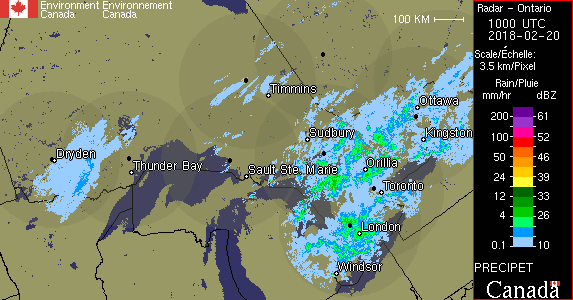 Environment Environnement
Canada Canada
100 KM
Timmins
Ottawa
Sudbury
Kingston
Dryden
Thunder Bay
Sault Ste. Marie
Orillia
Toronto
London
Windsor
Radar - Ontario
1000 UTC
2018-02-20
Scale/Échelle:
3.5 km/Pixel
Rain/Pluie
mm/hr dBZ
200 61
100 52
50 46
24 39
12 33
4 26
0.1 10
PRECIPET
Canada